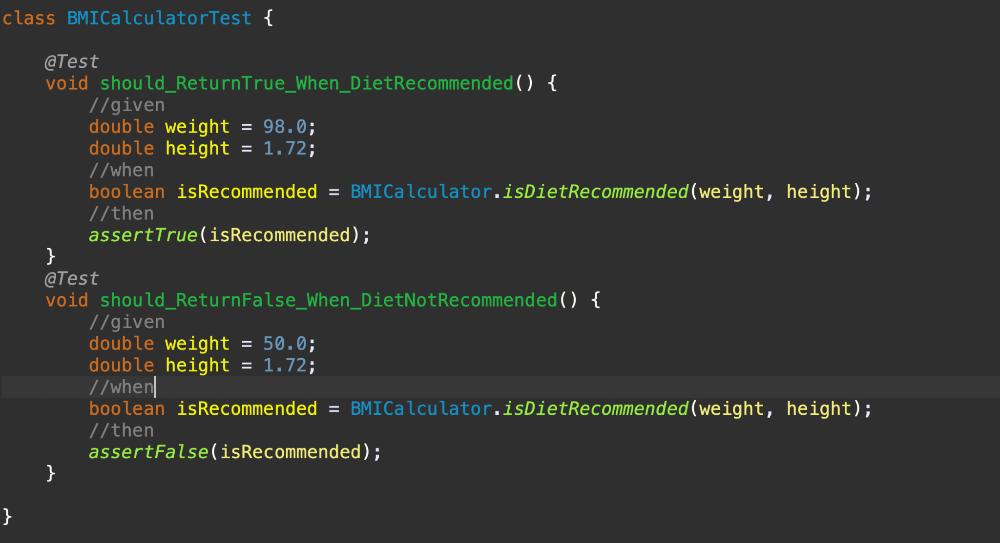 class BMICalculatorTest {
@Test
void should_ReturnTrue_When_DietRecommended() {
//given
double weight = 98.0;
double height = 1.72;
//when
boolean isRecommended = BMICalculator.isDietRecommended(weight, height);
//then
assertTrue(isRecommended);
}
@Test
void should_ReturnFalse_When_DietNotRecommended() {
//given
double weight = 50.0;
double height = 1.72;
//when
boolean isRecommended = BMICalculator.isDietRecommended(weight, height);
//then
assertFalse(isRecommended);
}
}